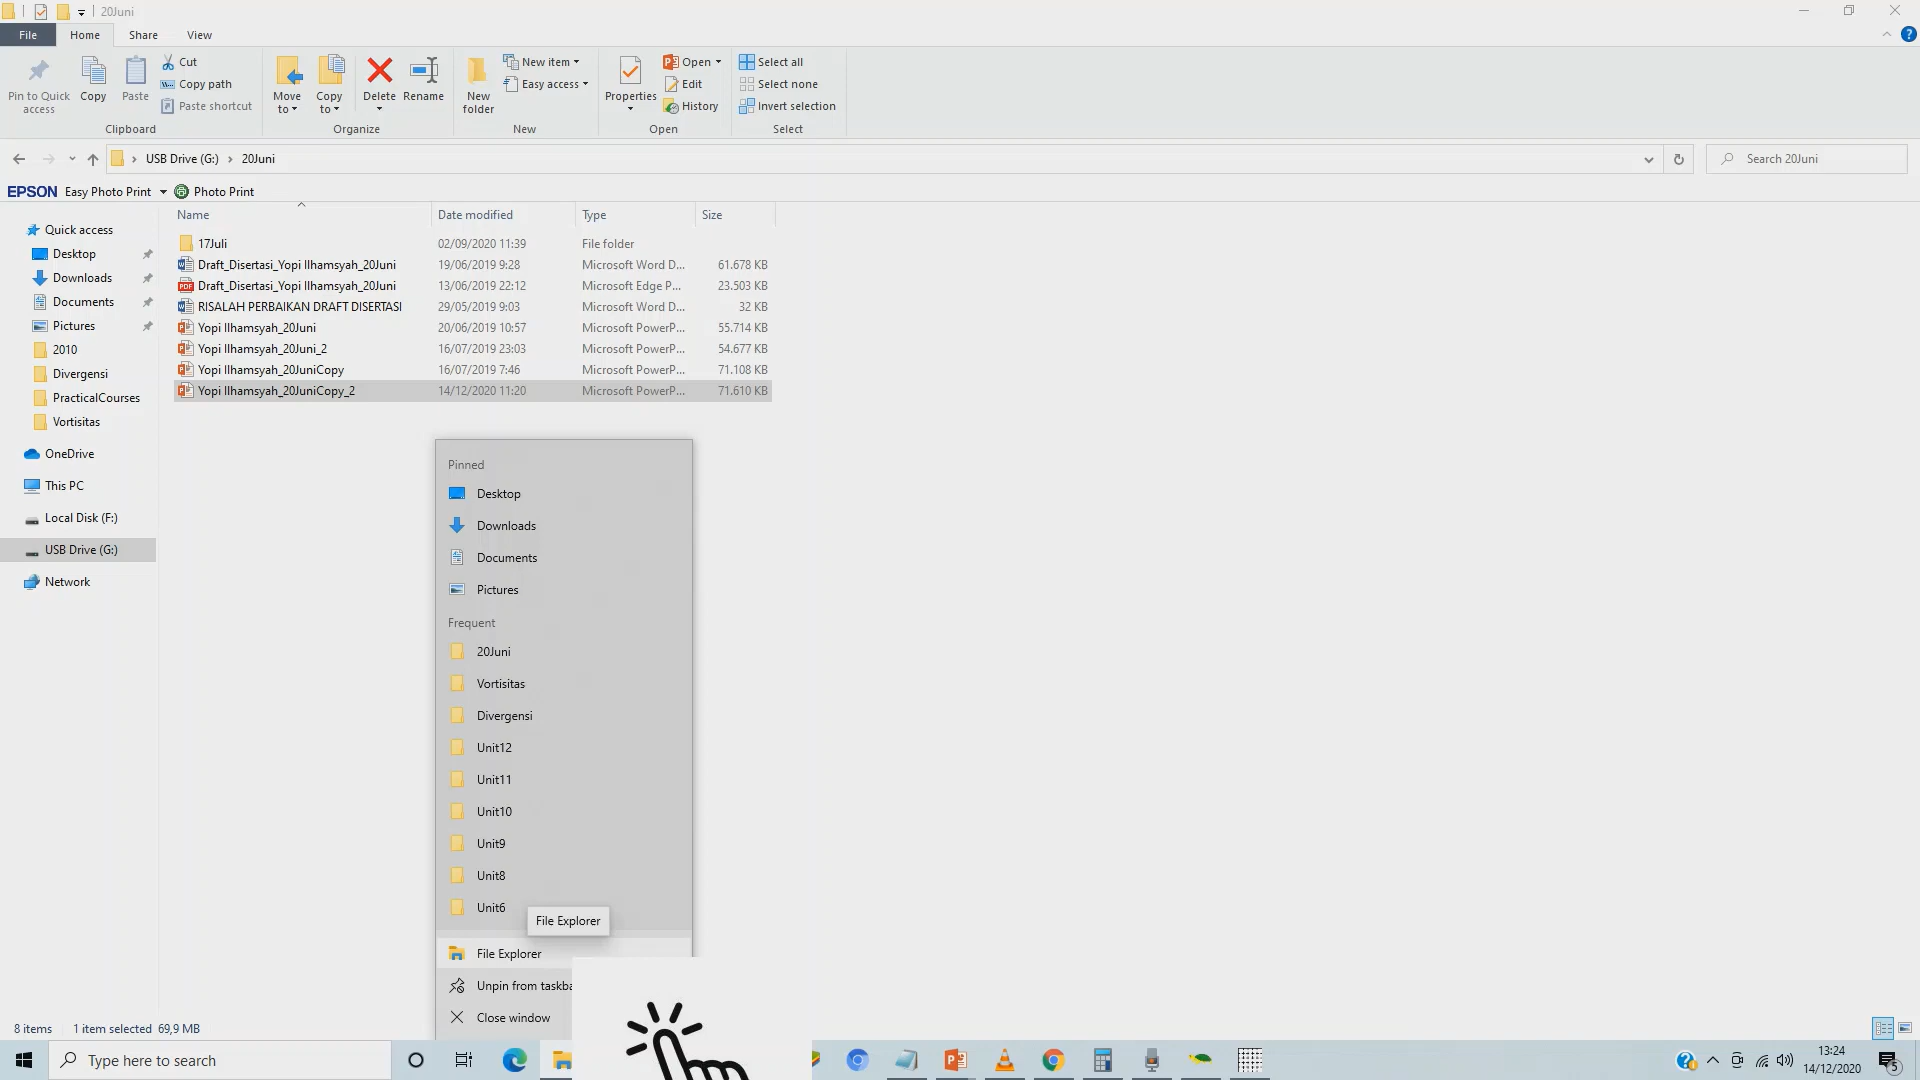 20Juni
File
Home
Share
View
Pin to Quick access
Copy
Paste
Cut
Copy path
Paste shortcut
Clipboard
Move to
Copy to
Delete
Rename
Organize
New folder
New item
Easy access
New
Properties
Open
Edit
History
Open
Select all
Select none
Invert selection
Select
USB Drive (G:) › 20Juni
Search 20Juni
EPSON Easy Photo Print Photo Print
Name Date modified Type Size
17Juli 02/09/2020 11:39 File folder
Draft_Disertasi_Yopi Ilhamsyah_20Juni 19/06/2019 9:28 Microsoft Word D... 61.678 KB
Draft_Disertasi_Yopi Ilhamsyah_20Juni 13/06/2019 22:12 Microsoft Edge P... 23.503 KB
RISALAH PERBAIKAN DRAFT DISERTASI 29/05/2019 9:03 Microsoft Word D... 32 KB
Yopi Ilhamsyah_20Juni 20/06/2019 10:57 Microsoft PowerP... 55.714 KB
Yopi Ilhamsyah_20Juni_2 16/07/2019 23:03 Microsoft PowerP... 54.677 KB
Yopi Ilhamsyah_20JuniCopy 16/07/2019 7:46 Microsoft PowerP... 71.108 KB
Yopi Ilhamsyah_20JuniCopy_2 14/12/2020 11:20 Microsoft PowerP... 71.610 KB
Quick access
Desktop
Downloads
Documents
Pictures
2010
Divergensi
PracticalCourses
Vortisitas
OneDrive
This PC
Local Disk (F:)
USB Drive (G:)
Network
Pinned
Desktop
Downloads
Documents
Pictures
Frequent
20Juni
Vortisitas
Divergensi
Unit12
Unit11
Unit10
Unit9
Unit8
Unit6
File Explorer
File Explorer
Unpin from taskba
Close window
8 items 1 item selected 69,9 MB
Type here to search
13:24
14/12/2020
5